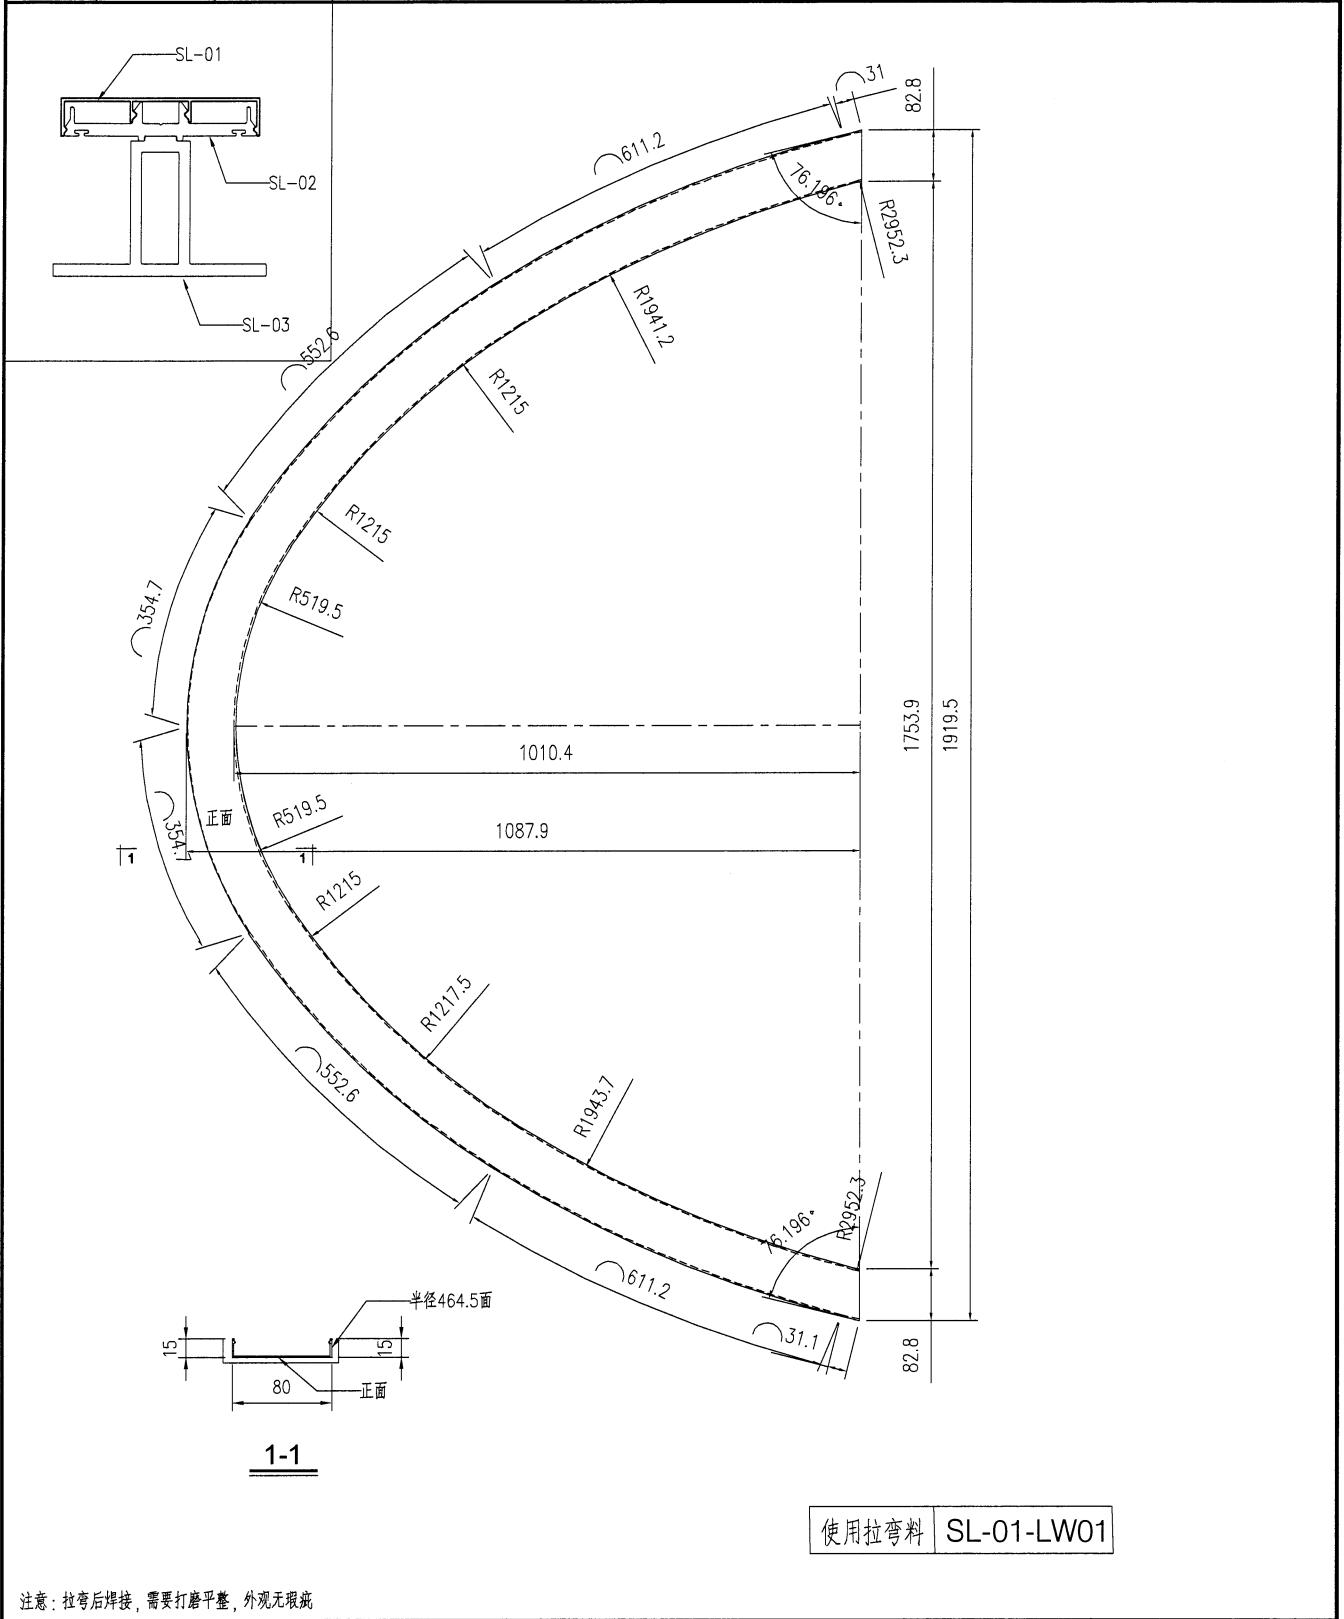 SL-01
SL-02
SL-03
31
82.8
611.2
76.196°
R2952.3
R1941.2
552.6
R1215
R1215
354.7
R519.5
1753.9
1919.5
1010.4
正面
R519.5
1087.9
354.7
1
1
R1215
R1217.5
552.6
R1943.7
R2952.3
76.196°
611.2
31.1
82.8
半径464.5面
15
15
80
正面
1-1
使用拉弯料 SL-01-LW01
注意：拉弯后焊接，需要打磨平整，外观无瑕疵